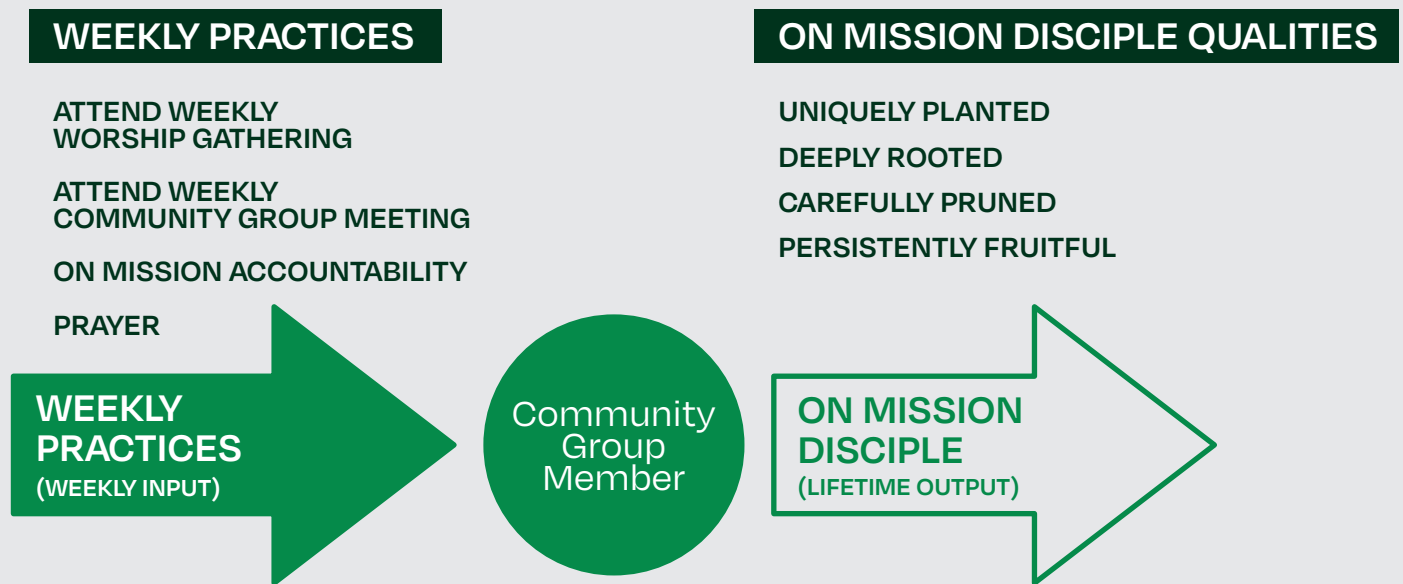 WEEKLY PRACTICES
ATTEND WEEKLY
WORSHIP GATHERING
ATTEND WEEKLY
COMMUNITY GROUP MEETING
ON MISSION ACCOUNTABILITY
PRAYER
WEEKLY
PRACTICES
(WEEKLY INPUT)
Community
Group
Member
ON MISSION DISCIPLE QUALITIES
UNIQUELY PLANTED
DEEPLY ROOTED
CAREFULLY PRUNED
PERSISTENTLY FRUITFUL
ON MISSION
DISCIPLE
(LIFETIME OUTPUT)